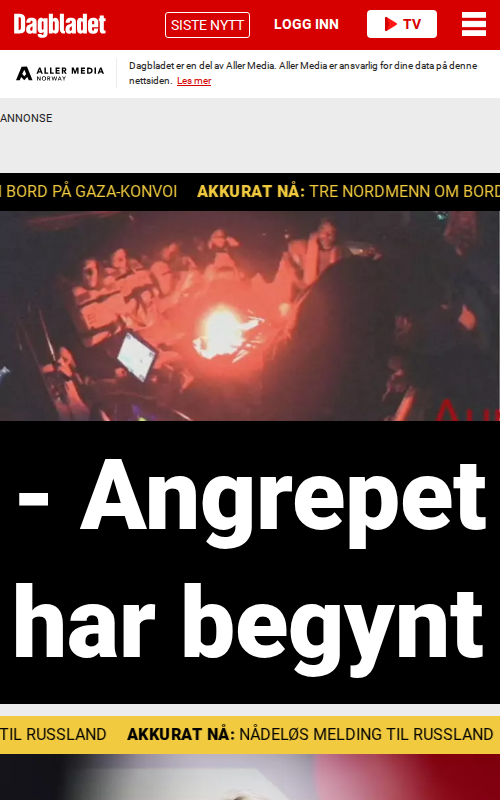 Dagbladet
SISTE NYTT
LOGG INN
TV
ALLER MEDIA
NORWAY
Dagbladet er en del av Aller Media. Aller Media er ansvarlig for dine data på denne
nettsiden. Les mer
ANNONSE
BORD PÅ GAZA-KONVOI AKKURAT NÅ: TRE NORDMENN OM BORD
- Angrepet
har begynt
TIL RUSSLAND AKKURAT NÅ: NÅDELØS MELDING TIL RUSSLAND